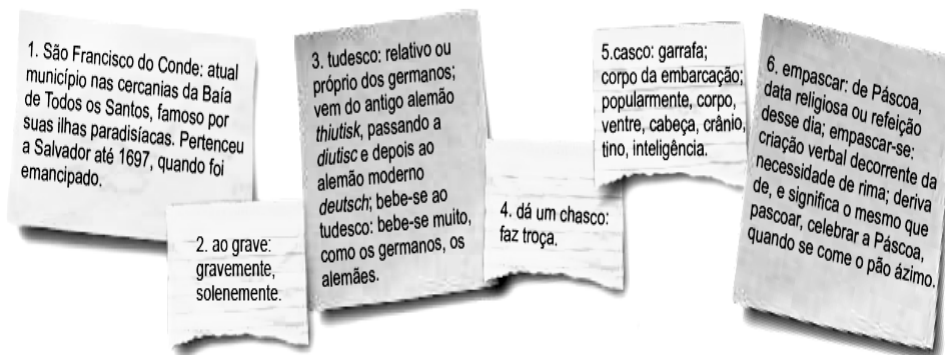 1. São Francisco do Conde: atual
município nas cercanias da Baía
de Todos os Santos, famoso por
suas ilhas paradisíacas. Pertenceu
a Salvador até 1697, quando foi
emancipado.
2. ao grave:
gravemente,
solenemente.
3. tudesco: relativo ou
próprio dos germanos;
vem do antigo alemão
thiutisk, passando a
diutisc e depois ao
alemão moderno
deutsch; bebe-se ao
tudesco: bebe-se muito,
como os germanos, os
alemães.
4. dá um chasco:
faz troça.
5.casco: garrafa;
corpo da embarcação;
popularmente, corpo,
ventre, cabeça, crânio,
tino, inteligência.
6. empascar: de Páscoa,
data religiosa ou refeição
desse dia; empascar-se:
criação verbal decorrente da
necessidade de rima; deriva
de, e significa o mesmo que
pascoar, celebrar a Páscoa,
quando se come o pão ázimo.